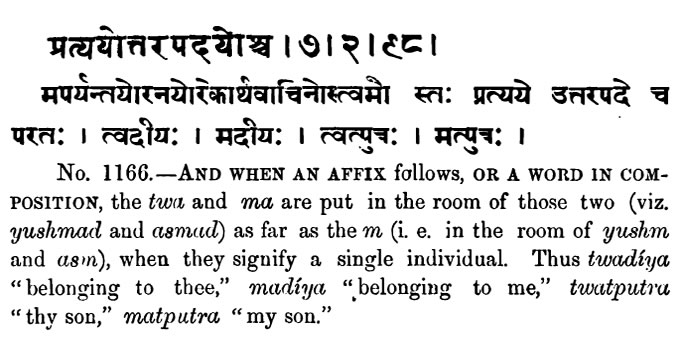 प्रत्ययोत्तरपदयोश्च । ७ । २ । ९८ ।
मपर्यन्तयोरनयोरेकार्थवाचिनोस्त्वमौ स्तः प्रत्यये उत्तरपदे च
परतः । त्वदीयः । मदीयः । त्वत्पुत्रः । मत्पुत्रः ।
No. 1166.—AND WHEN AN AFFIX follows, OR A WORD IN COM-
POSITION, the twa and ma are put in the room of those two (viz.
yushmad and asmad) as far as the m (i. e. in the room of yushm
and asm), when they signify a single individual. Thus twadíya
“belonging to thee,” madíya “belonging to me,” twatputra
“thy son,” matputra “my son.”